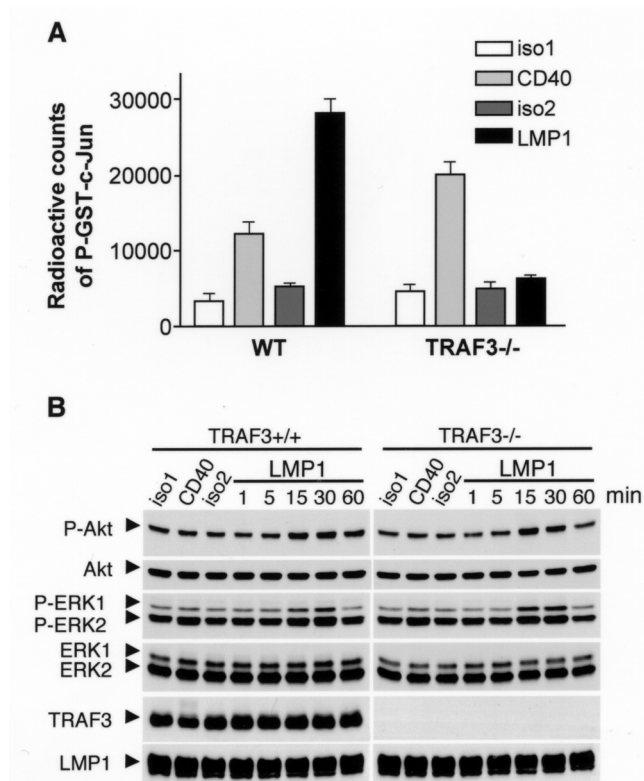 A
iso1
CD40
iso2
LMP1
Radioactive counts
of P-GST-c-Jun
30000
20000
10000
0
WT
TRAF3-/-
B
TRAF3+/+
TRAF3-/-
iso1 CD40 iso2 LMP1 iso1 CD40 iso2 LMP1
1 5 15 30 60 1 5 15 30 60 min
P-Akt
Akt
P-ERK1
P-ERK2
ERK1
ERK2
TRAF3
LMP1